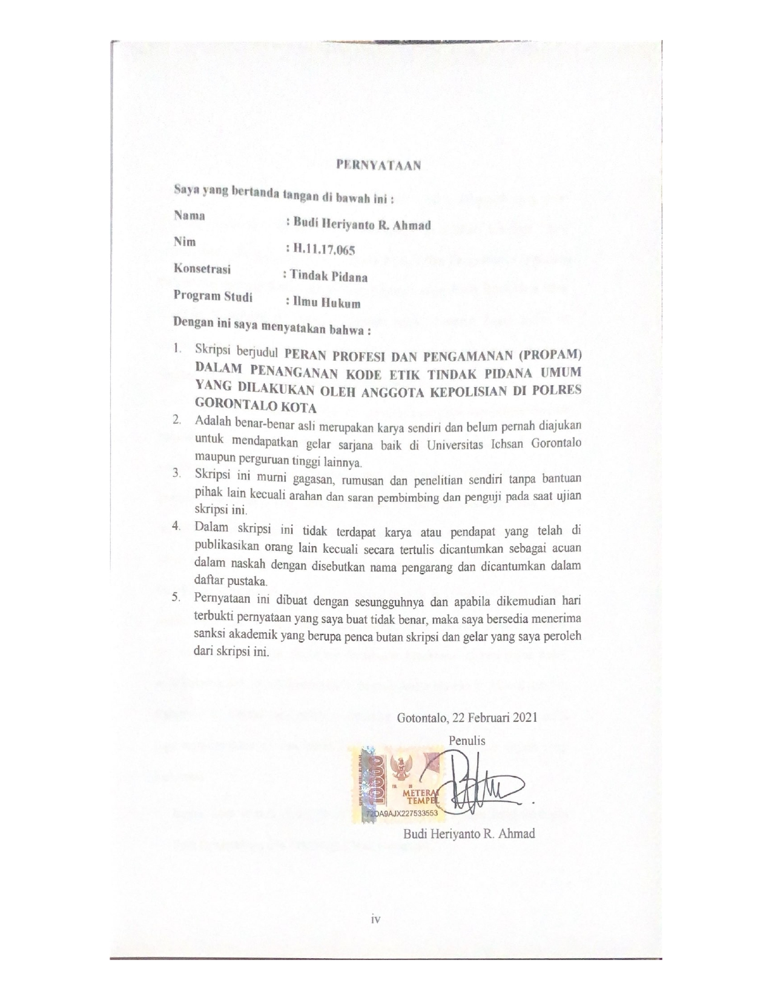 PERNYATAAN
Saya yang bertanda tangan di bawah ini :
Nama : Budi Heriyanto R. Ahmad
Nim : H.11.17.065
Konsetrasi : Tindak Pidana
Program Studi : Ilmu Hukum
Dengan ini saya menyatakan bahwa :
1. Skripsi berjudul PERAN PROFESI DAN PENGAMANAN (PROPAM)
DALAM PENANGANAN KODE ETIK TINDAK PIDANA UMUM
YANG DILAKUKAN OLEH ANGGOTA KEPOLISIAN DI POLRES
GORONTALO KOTA
2. Adalah benar-benar asli merupakan karya sendiri dan belum pernah diajukan
untuk mendapatkan gelar sarjana baik di Universitas Ichsan Gorontalo
maupun perguruan tinggi lainnya.
3. Skripsi ini murni gagasan, rumusan dan penelitian sendiri tanpa bantuan
pihak lain kecuali arahan dan saran pembimbing dan penguji pada saat ujian
skripsi ini.
4. Dalam skripsi ini tidak terdapat karya atau pendapat yang telah di
publikasikan orang lain kecuali secara tertulis dicantumkan sebagai acuan
dalam naskah dengan disebutkan nama pengarang dan dicantumkan dalam
daftar pustaka.
5. Pernyataan ini dibuat dengan sesungguhnya dan apabila dikemudian hari
terbukti pernyataan yang saya buat tidak benar, maka saya bersedia menerima
sanksi akademik yang berupa penca butan skripsi dan gelar yang saya peroleh
dari skripsi ini.
Gotontalo, 22 Februari 2021
Penulis
10000
METERAI
TEMPEL
72DA9AJX227533553
Budi Heriyanto R. Ahmad
iv